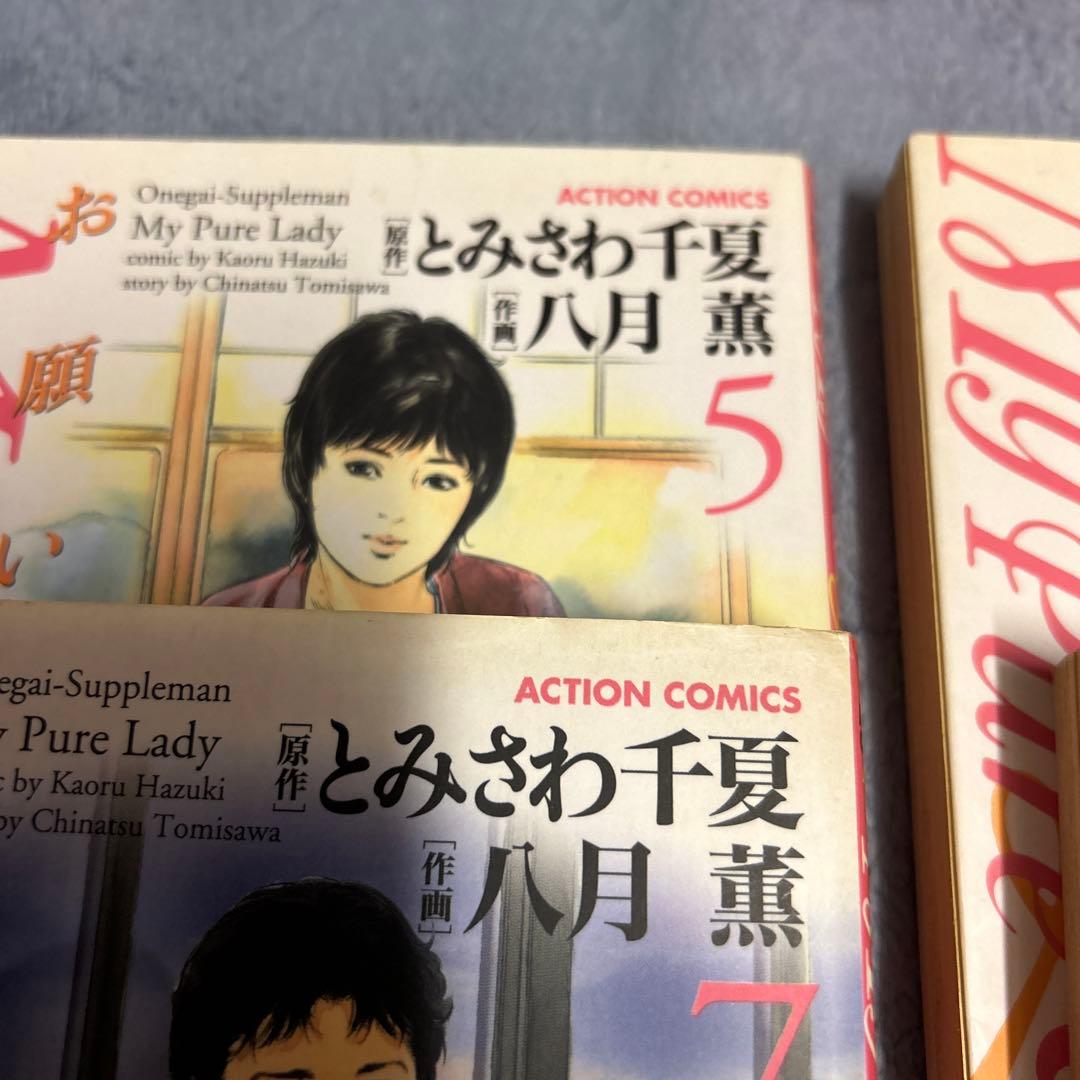 お願い
Onegai-Suppleman
My Pure Lady
comic by Kaoru Hazuki
story by Chinatsu Tomisawa
ACTION COMICS
[原作]とみさわ千夏
[作画]八月 薫
5
egai-Suppleman
Pure Lady
by Kaoru Hazuki
by Chinatsu Tomisawa
ACTION COMICS
[原作]とみさわ千夏
[作画]八月 薫
7
My Pure